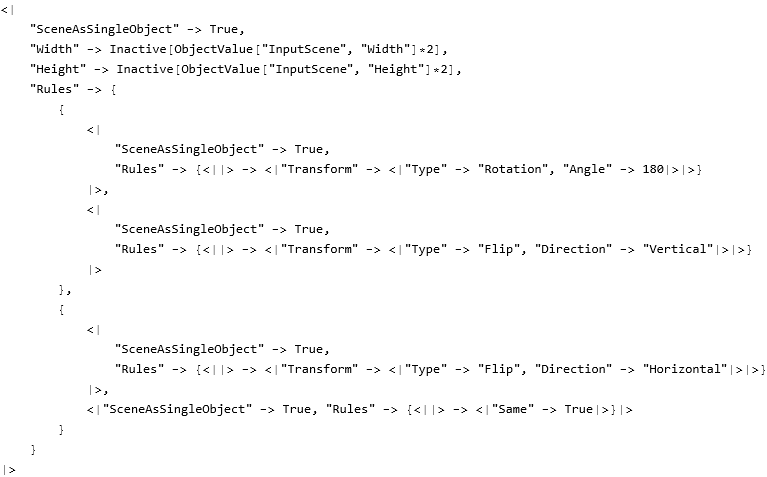 <|
    "SceneAsSingleObject" -> True,
    "Width" -> Inactive[ObjectValue["InputScene", "Width"]*2],
    "Height" -> Inactive[ObjectValue["InputScene", "Height"]*2],
    "Rules" -> {
        {
            <|
                "SceneAsSingleObject" -> True,
                "Rules" -> {<||> -> <|"Transform" -> <|"Type" -> "Rotation", "Angle" -> 180|>|>}
            |>,
            <|
                "SceneAsSingleObject" -> True,
                "Rules" -> {<||> -> <|"Transform" -> <|"Type" -> "Flip", "Direction" -> "Vertical"|>|>}
            |>
        },
        {
            <|
                "SceneAsSingleObject" -> True,
                "Rules" -> {<||> -> <|"Transform" -> <|"Type" -> "Flip", "Direction" -> "Horizontal"|>|>}
            |>,
            <|"SceneAsSingleObject" -> True, "Rules" -> {<||> -> <|"Same" -> True|>}|>
        }
    }
|>